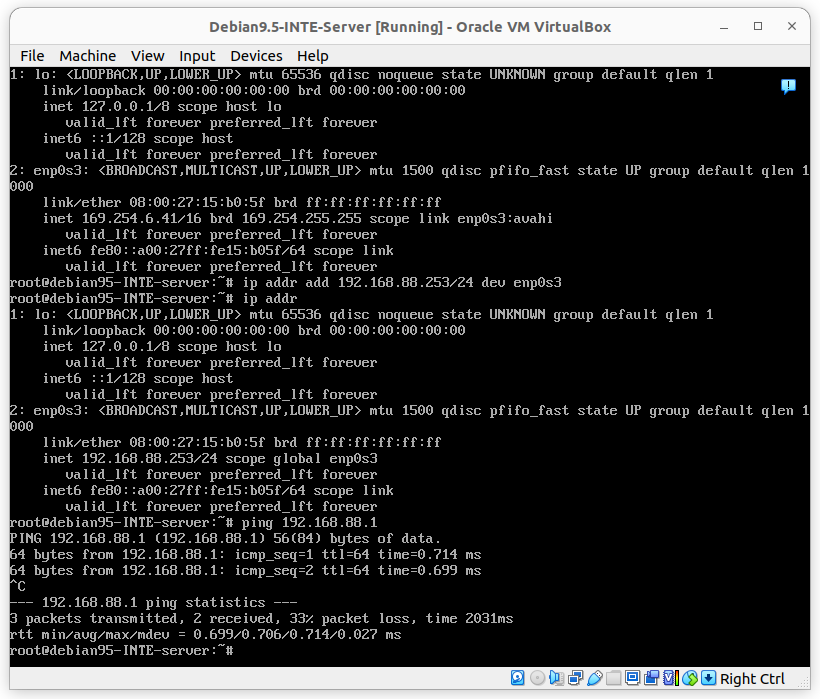 Debian9.5-INTE-Server [Running] - Oracle VM VirtualBox
File Machine View Input Devices Help
1: lo: <LOOPBACK,UP,LOWER_UP> mtu 65536 qdisc noqueue state UNKNOWN group default qlen 1
    link/loopback 00:00:00:00:00:00 brd 00:00:00:00:00:00
    inet 127.0.0.1/8 scope host lo
       valid_lft forever preferred_lft forever
    inet6 ::1/128 scope host
       valid_lft forever preferred_lft forever
2: enp0s3: <BROADCAST,MULTICAST,UP,LOWER_UP> mtu 1500 qdisc pfifo_fast state UP group default qlen 1
000
    link/ether 08:00:27:15:b0:5f brd ff:ff:ff:ff:ff:ff
    inet 169.254.6.41/16 brd 169.254.255.255 scope link enp0s3:avahi
       valid_lft forever preferred_lft forever
    inet6 fe80::a00:27ff:fe15:b05f/64 scope link
       valid_lft forever preferred_lft forever
root@debian95-INTE-server:~# ip addr add 192.168.88.253/24 dev enp0s3
root@debian95-INTE-server:~# ip addr
1: lo: <LOOPBACK,UP,LOWER_UP> mtu 65536 qdisc noqueue state UNKNOWN group default qlen 1
    link/loopback 00:00:00:00:00:00 brd 00:00:00:00:00:00
    inet 127.0.0.1/8 scope host lo
       valid_lft forever preferred_lft forever
    inet6 ::1/128 scope host
       valid_lft forever preferred_lft forever
2: enp0s3: <BROADCAST,MULTICAST,UP,LOWER_UP> mtu 1500 qdisc pfifo_fast state UP group default qlen 1
000
    link/ether 08:00:27:15:b0:5f brd ff:ff:ff:ff:ff:ff
    inet 192.168.88.253/24 scope global enp0s3
       valid_lft forever preferred_lft forever
    inet6 fe80::a00:27ff:fe15:b05f/64 scope link
       valid_lft forever preferred_lft forever
root@debian95-INTE-server:~# ping 192.168.88.1
PING 192.168.88.1 (192.168.88.1) 56(84) bytes of data.
64 bytes from 192.168.88.1: icmp_seq=1 ttl=64 time=0.714 ms
64 bytes from 192.168.88.1: icmp_seq=2 ttl=64 time=0.699 ms
^C
--- 192.168.88.1 ping statistics ---
3 packets transmitted, 2 received, 33% packet loss, time 2031ms
rtt min/avg/max/mdev = 0.699/0.706/0.714/0.027 ms
root@debian95-INTE-server:~#
Right Ctrl